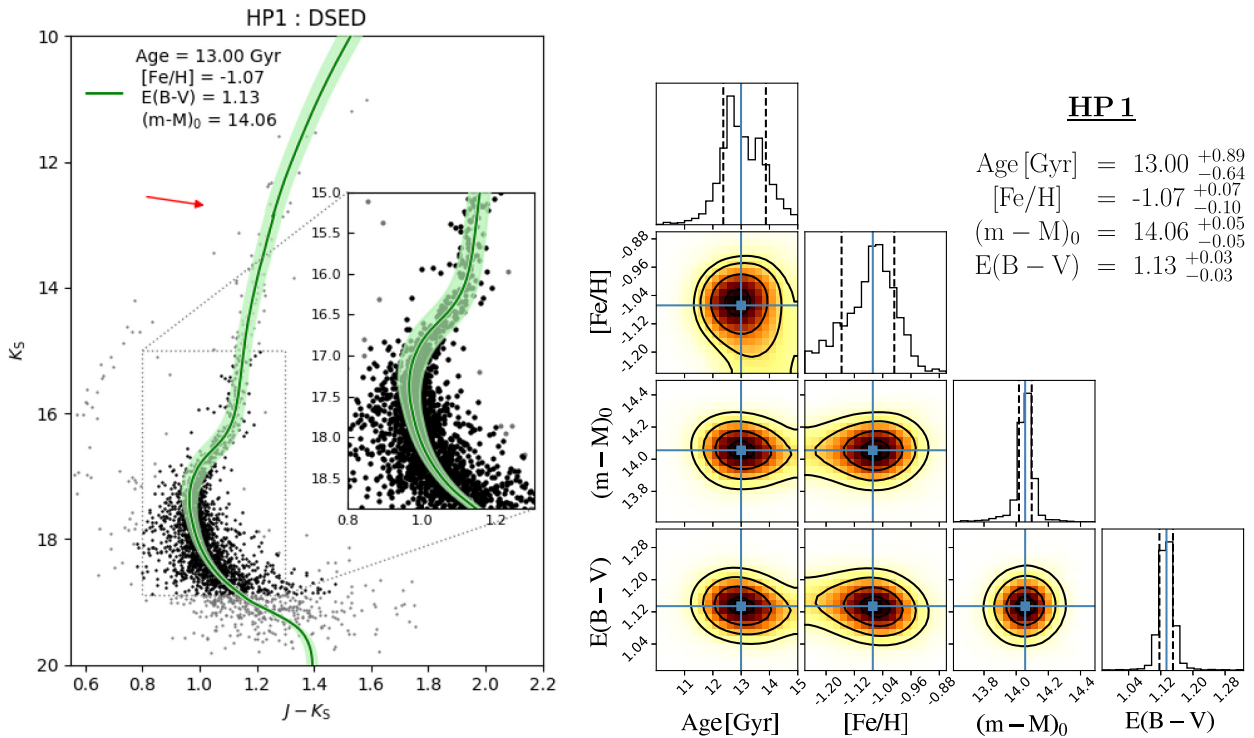 HP1 : DSED
Age = 13.00 Gyr
[Fe/H] = -1.07
E(B-V) = 1.13
(m-M)₀ = 14.06
10
12
14
16
18
20
K_S
0.6 0.8 1.0 1.2 1.4 1.6 1.8 2.0 2.2
J − K_S
15.0
15.5
16.0
16.5
17.0
17.5
18.0
18.5
0.8 1.0 1.2
HP 1
Age [Gyr] = 13.00 +0.89 −0.64
[Fe/H] = -1.07 +0.07 −0.10
(m − M)₀ = 14.06 +0.05 −0.05
E(B − V) = 1.13 +0.03 −0.03
[Fe/H]
-0.88
-0.96
-1.04
-1.12
-1.20
(m − M)₀
14.4
14.2
14.0
13.8
E(B − V)
1.28
1.20
1.12
1.04
11 12 13 14 15
-1.20 -1.12 -1.04 -0.96 -0.88
13.8 14.0 14.2 14.4
1.04 1.12 1.20 1.28
Age [Gyr]
[Fe/H]
(m − M)₀
E(B − V)